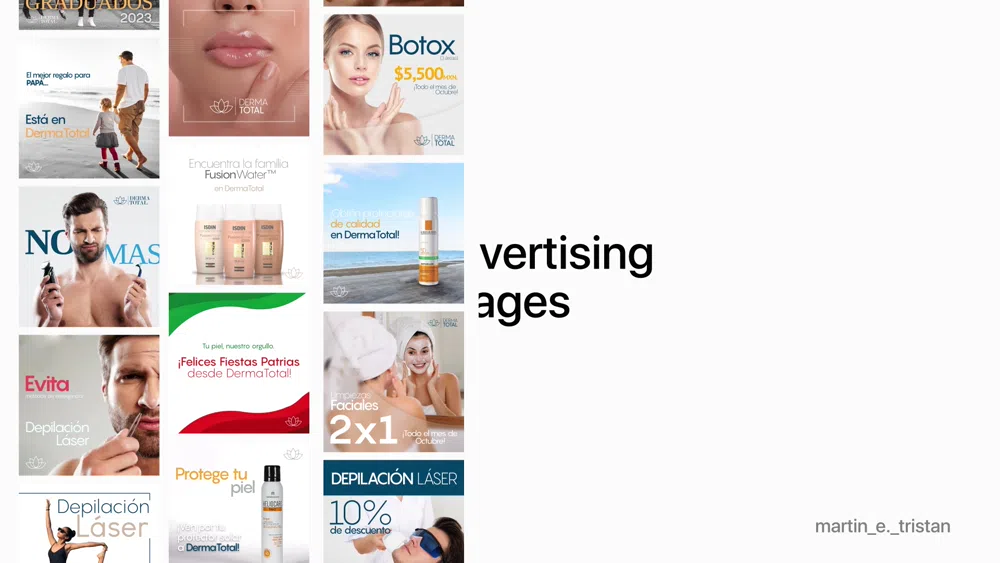 GRADUADOS
2023
El mejor regalo para
PAPÁ...
Está en
DermaTotal
DERMA
TOTAL
NO MAS
Evita
Depilación
Láser
Depilación
Láser
DERMA
TOTAL
Encuentra la familia
FusionWater™
en DermaTotal
ISDIN
ISDIN
ISDIN
Tu piel, nuestro orgullo.
¡Felices Fiestas Patrias
desde DermaTotal!
Protege tu
piel
HELIOCARE
¡Ven por tu
protector solar
a DermaTotal!
Botox
$5,500
¡Todo el mes de
Octubre!
DERMA
TOTAL
de calidad
en DermaTotal!
DERMA
TOTAL
Limpiezas
Faciales
2x1
¡Todo el mes de
Octubre!
DEPILACIÓN LÁSER
10%
de descuento
vertising
ages
martin_e._tristan